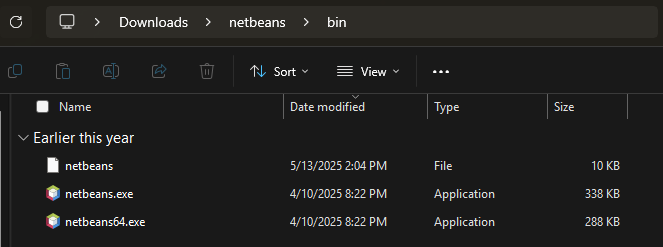 Downloads > netbeans > bin
Sort View
Name Date modified Type Size
Earlier this year
netbeans 5/13/2025 2:04 PM File 10 KB
netbeans.exe 4/10/2025 8:22 PM Application 338 KB
netbeans64.exe 4/10/2025 8:22 PM Application 288 KB